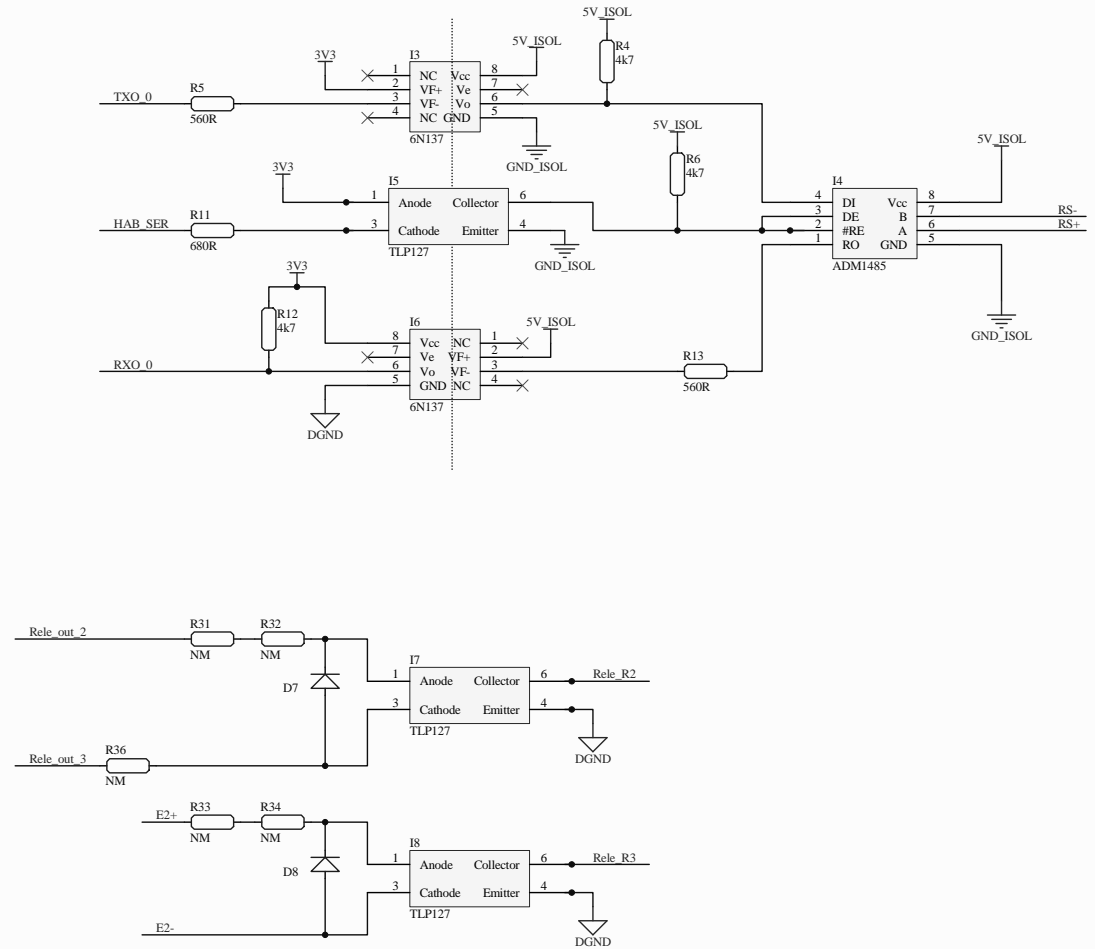 5V_ISOL
R4
4k7
5V_ISOL
3V3
I3
1 NC Vcc 8
2 VF+ Ve 7
3 VF- Vo 6
4 NC GND 5
6N137
TXO_0
R5
560R
GND_ISOL
5V_ISOL
R6
4k7
5V_ISOL
3V3
I5
1 Anode Collector 6
3 Cathode Emitter 4
TLP127
HAB_SER
R11
680R
GND_ISOL
I4
4 DI Vcc 8
3 DE B 7
2 #RE A 6
1 RO GND 5
ADM1485
RS-
RS+
GND_ISOL
3V3
R12
4k7
5V_ISOL
I6
8 Vcc NC 1
7 Ve VF+ 2
6 Vo VF- 3
5 GND NC 4
6N137
RXO_0
R13
560R
DGND
Rele_out_2
R31
NM
R32
NM
D7
I7
1 Anode Collector 6
3 Cathode Emitter 4
TLP127
Rele_R2
DGND
Rele_out_3
R36
NM
E2+
R33
NM
R34
NM
D8
I8
1 Anode Collector 6
3 Cathode Emitter 4
TLP127
Rele_R3
DGND
E2-